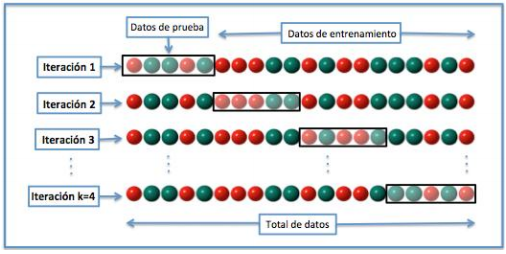 Datos de prueba
Datos de entrenamiento
Iteración 1
Iteración 2
Iteración 3
Iteración k=4
Total de datos